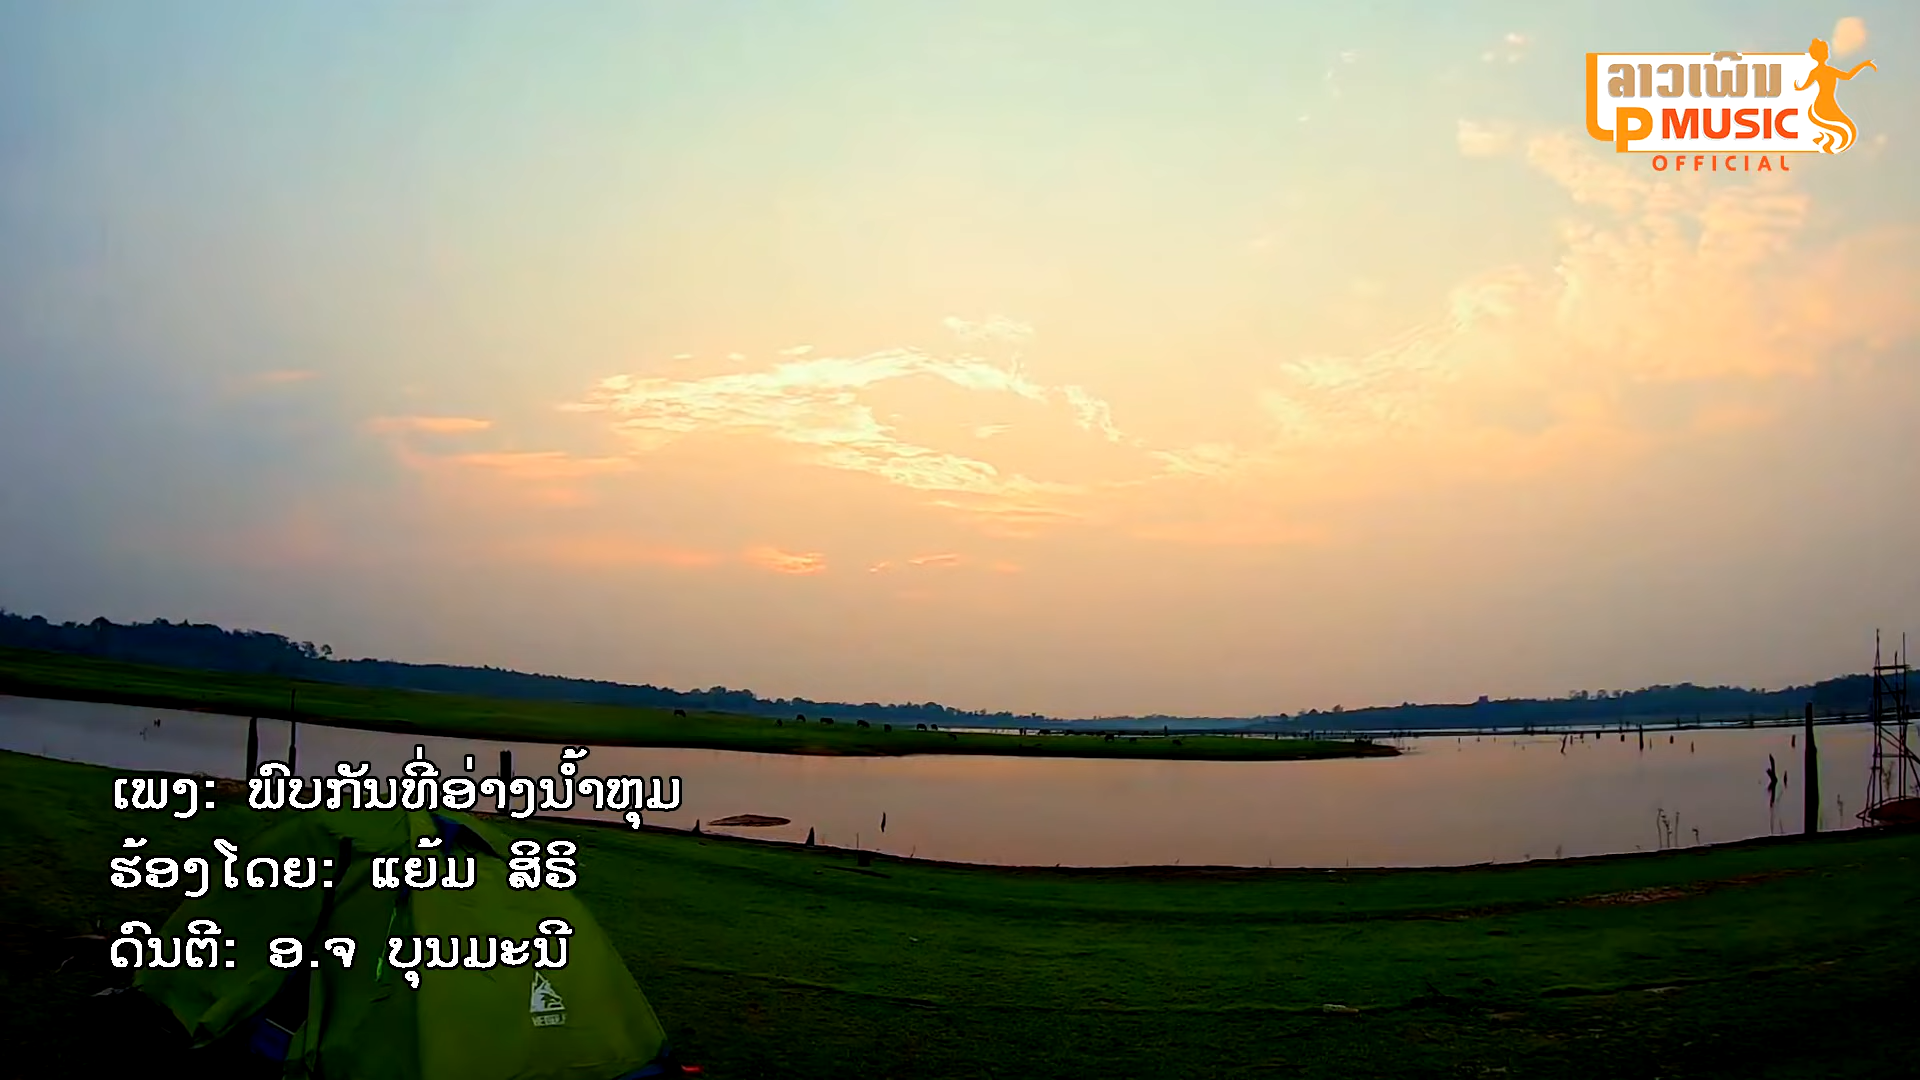 ລາວເພີນ
LP MUSIC
OFFICIAL
ເພງ: ພົບກັນທີ່ອ່າງນ້ຳຫຸມ
ຮ້ອງໂດຍ: ແຍ້ມ ສິຣິ
ດົນຕີ: ອ.ຈ ບຸນມະນີ